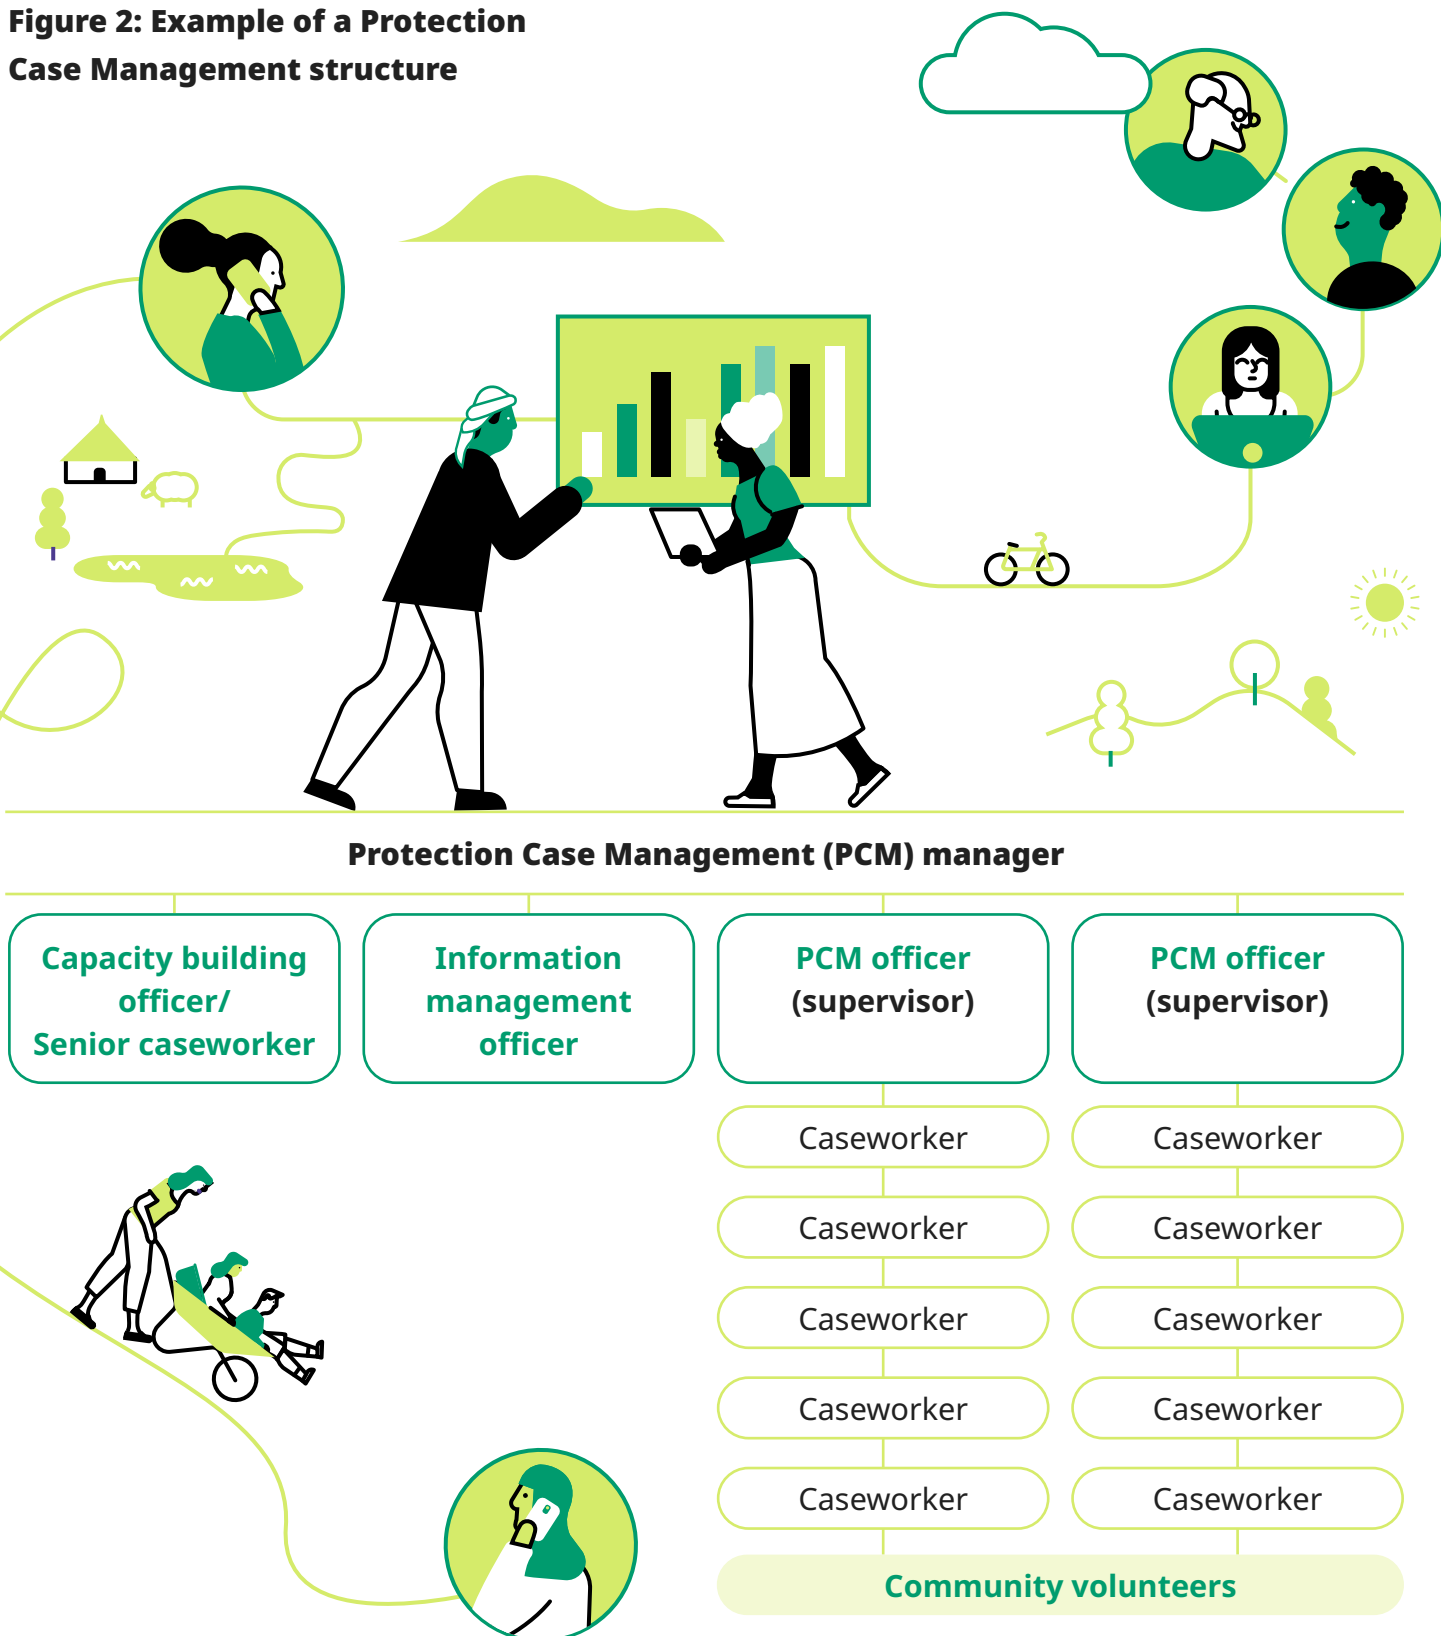 Figure 2: Example of a Protection
Case Management structure
Protection Case Management (PCM) manager
Capacity building
officer/
Senior caseworker
Information
management
officer
PCM officer
(supervisor)
PCM officer
(supervisor)
Caseworker
Caseworker
Caseworker
Caseworker
Caseworker
Caseworker
Caseworker
Caseworker
Caseworker
Caseworker
Community volunteers